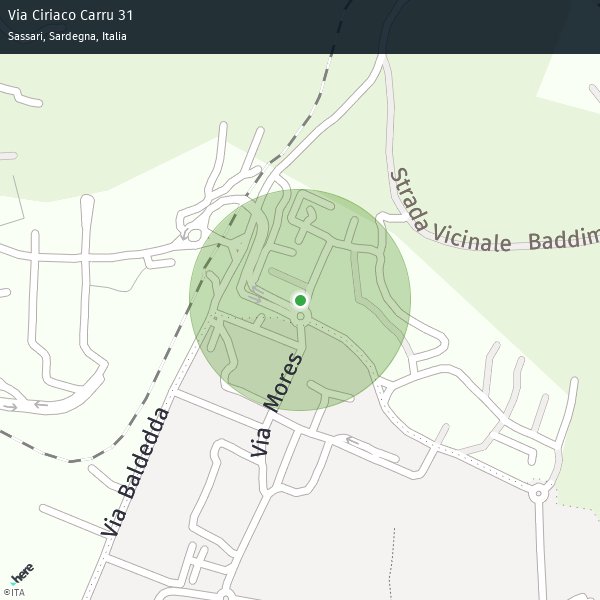 Via Ciriaco Carru 31
Sassari, Sardegna, Italia
Strada Vicinale Baddim
Via Mores
Via Baldedda
here
©ITA